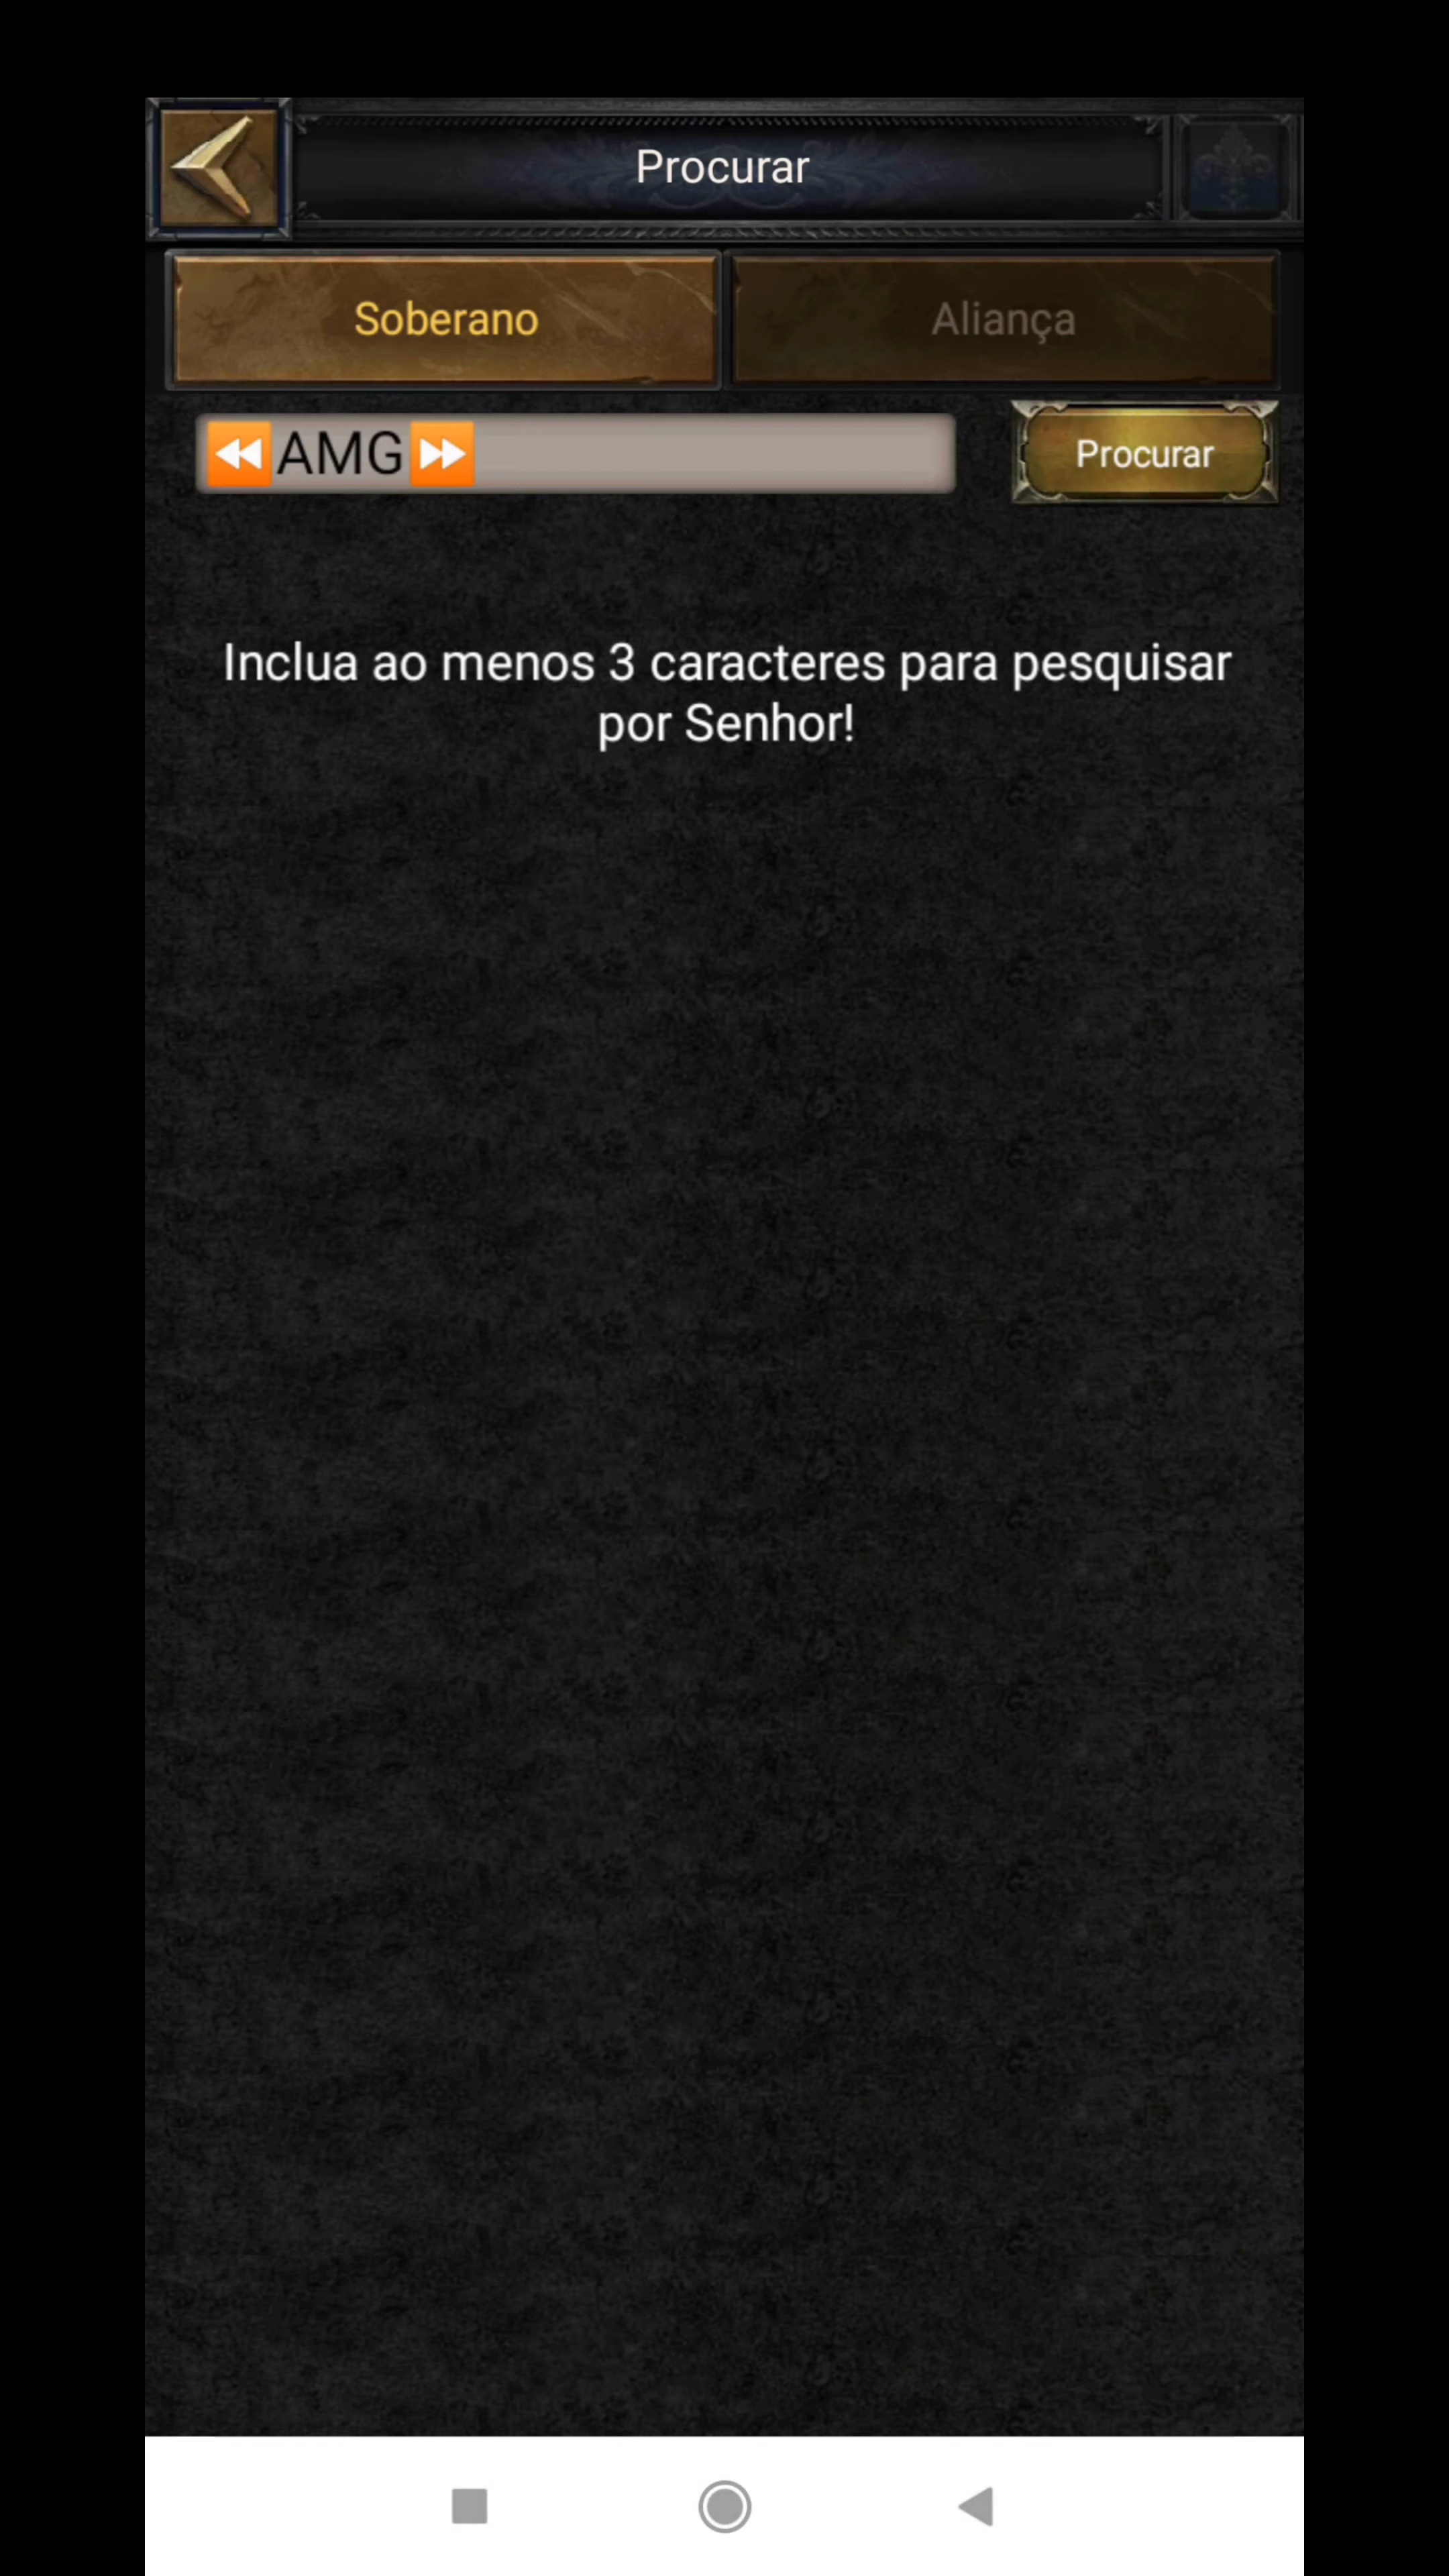 Procurar
Soberano
Aliança
⏪AMG⏩
Procurar
Inclua ao menos 3 caracteres para pesquisar
por Senhor!